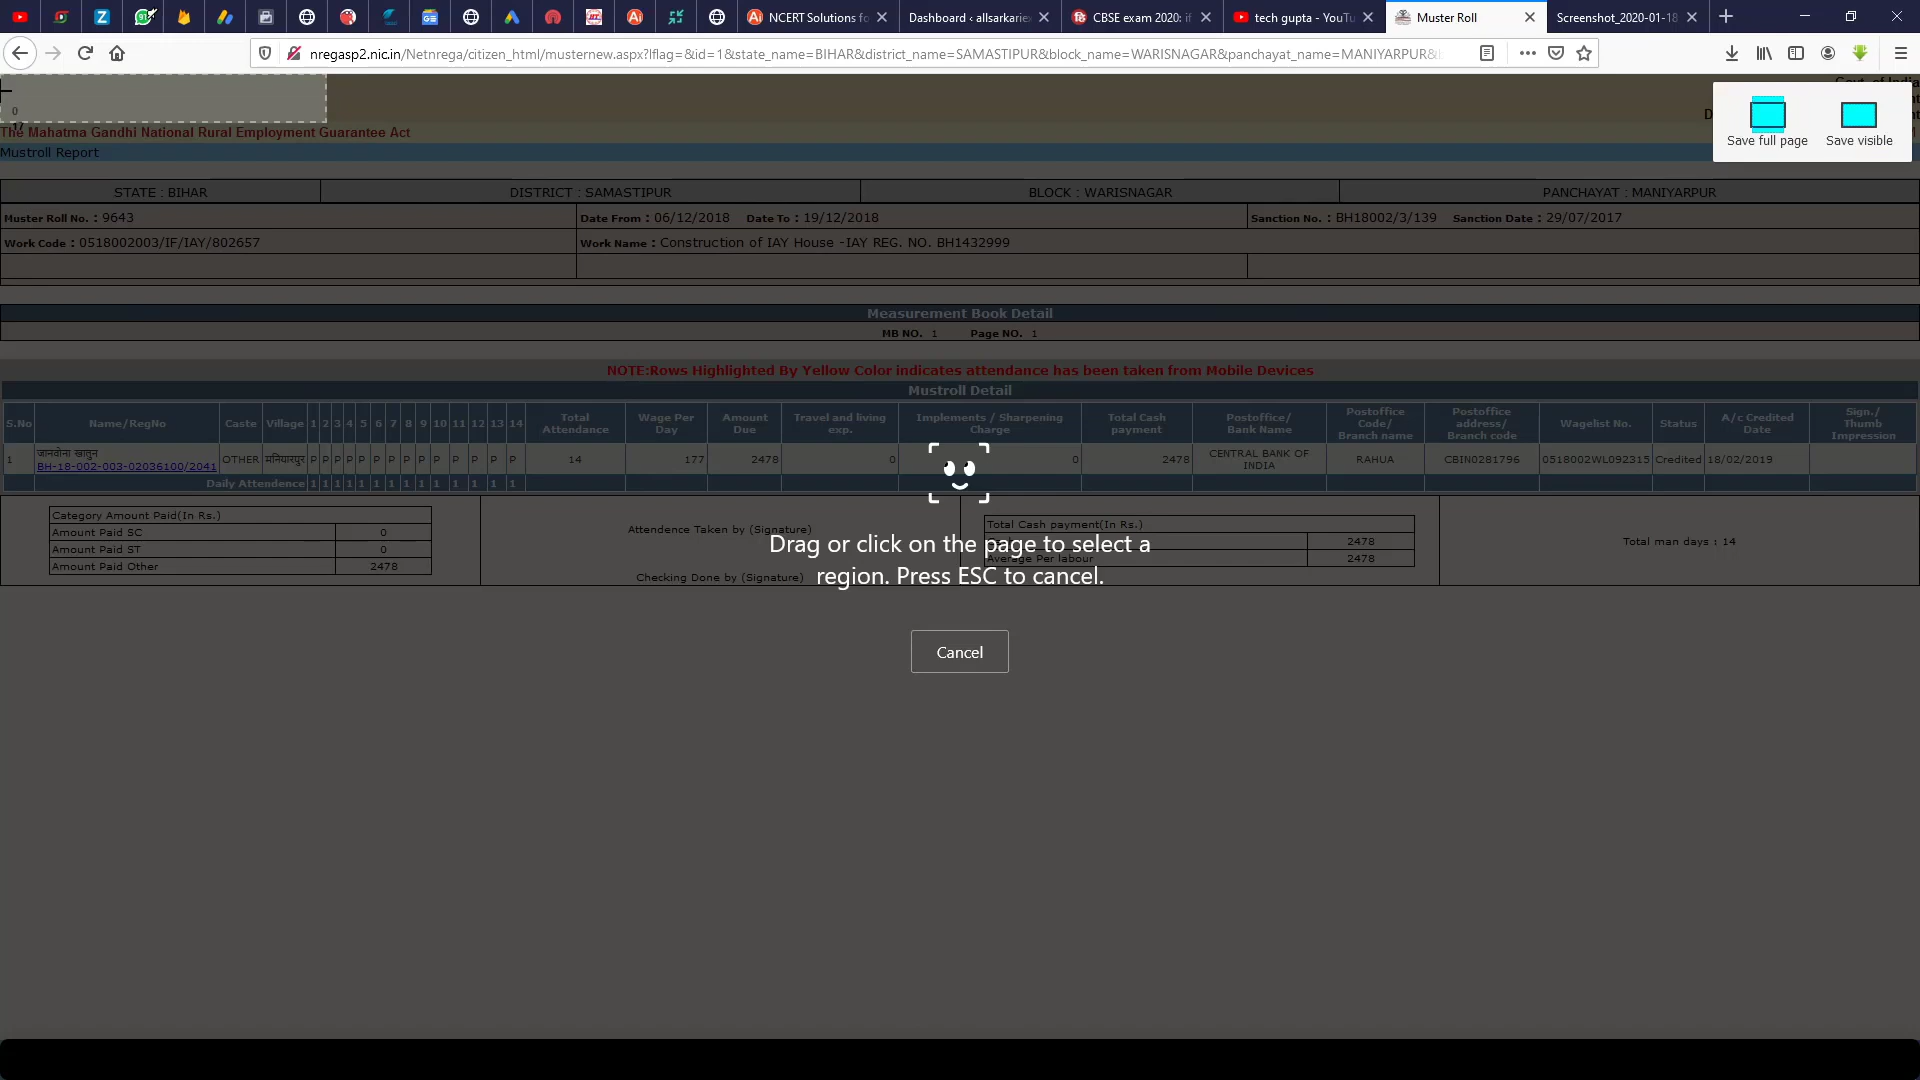 NCERT Solutions fo
Dashboard ‹ allsarkariex
CBSE exam 2020: if
tech gupta - YouTu
Muster Roll
Screenshot_2020-01-18
nregasp2.nic.in/Netnrega/citizen_html/musternew.aspx?lflag=&id=1&state_name=BIHAR&district_name=SAMASTIPUR&block_name=WARISNAGAR&panchayat_name=MANIYARPUR&
Govt. of India
0
17
Save full page
Save visible
The Mahatma Gandhi National Rural Employment Guarantee Act
Mustroll Report
STATE : BIHAR DISTRICT : SAMASTIPUR BLOCK : WARISNAGAR PANCHAYAT : MANIYARPUR
Muster Roll No. : 9643 Date From : 06/12/2018 Date To : 19/12/2018 Sanction No. : BH18002/3/139 Sanction Date : 29/07/2017
Work Code : 0518002003/IF/IAY/802657 Work Name : Construction of IAY House -IAY REG. NO. BH1432999
Measurement Book Detail
MB NO. 1 Page NO. 1
NOTE:Rows Highlighted By Yellow Color indicates attendance has been taken from Mobile Devices
Mustroll Detail
S.No Name/RegNo Caste Village 1 2 3 4 5 6 7 8 9 10 11 12 13 14 Total Attendance Wage Per Day Amount Due Travel and living exp. Implements / Sharpening Charge Total Cash payment Postoffice/ Bank Name Postoffice Code/ Branch name Postoffice address/ Branch code Wagelist No. Status A/c Credited Date Sign./ Thumb Impression
1 जानवोना खातुन BH-18-002-003-02036100/2041 OTHER मनियारपुर P P P P P P P P P P P P P P 14 177 2478 0 0 2478 CENTRAL BANK OF INDIA RAHUA CBIN0281796 0518002WL092315 Credited 18/02/2019
Daily Attendence 1 1 1 1 1 1 1 1 1 1 1 1 1 1
Category Amount Paid(In Rs.)
Amount Paid SC 0
Amount Paid ST 0
Amount Paid Other 2478
Attendence Taken by (Signature)
Checking Done by (Signature)
Total Cash payment(In Rs.)
2478
Average Per labour 2478
Total man days : 14
Drag or click on the page to select a
region. Press ESC to cancel.
Cancel